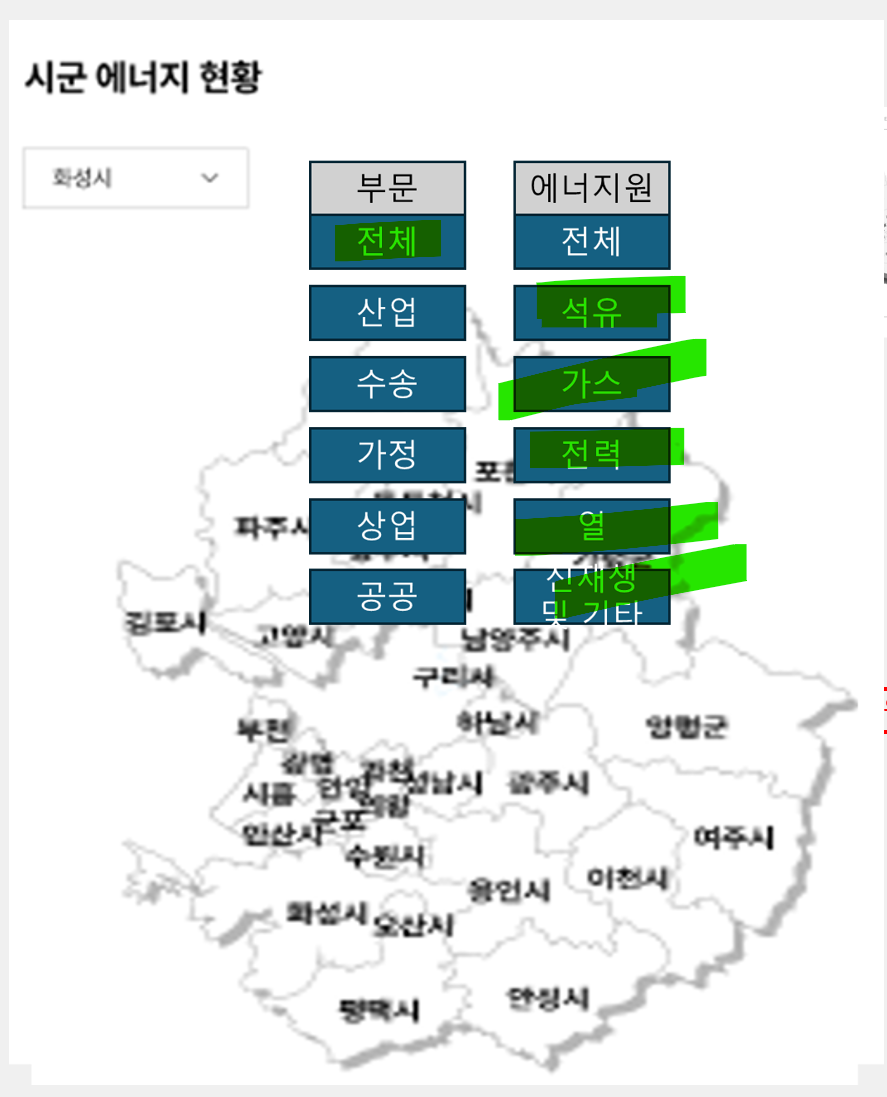 시군 에너지 현황
화성시
부문 에너지원
전체 전체
산업 석유
수송 가스
가정 전력
상업 열
공공 신재생
및 기타
파주시
김포시
고양시
남양주시
구리시
부천
하남시
양평군
광명
과천
시흥
안양
성남시
광주시
의왕
군포
안산시
여주시
수원시
이천시
용인시
화성시
오산시
안성시
평택시